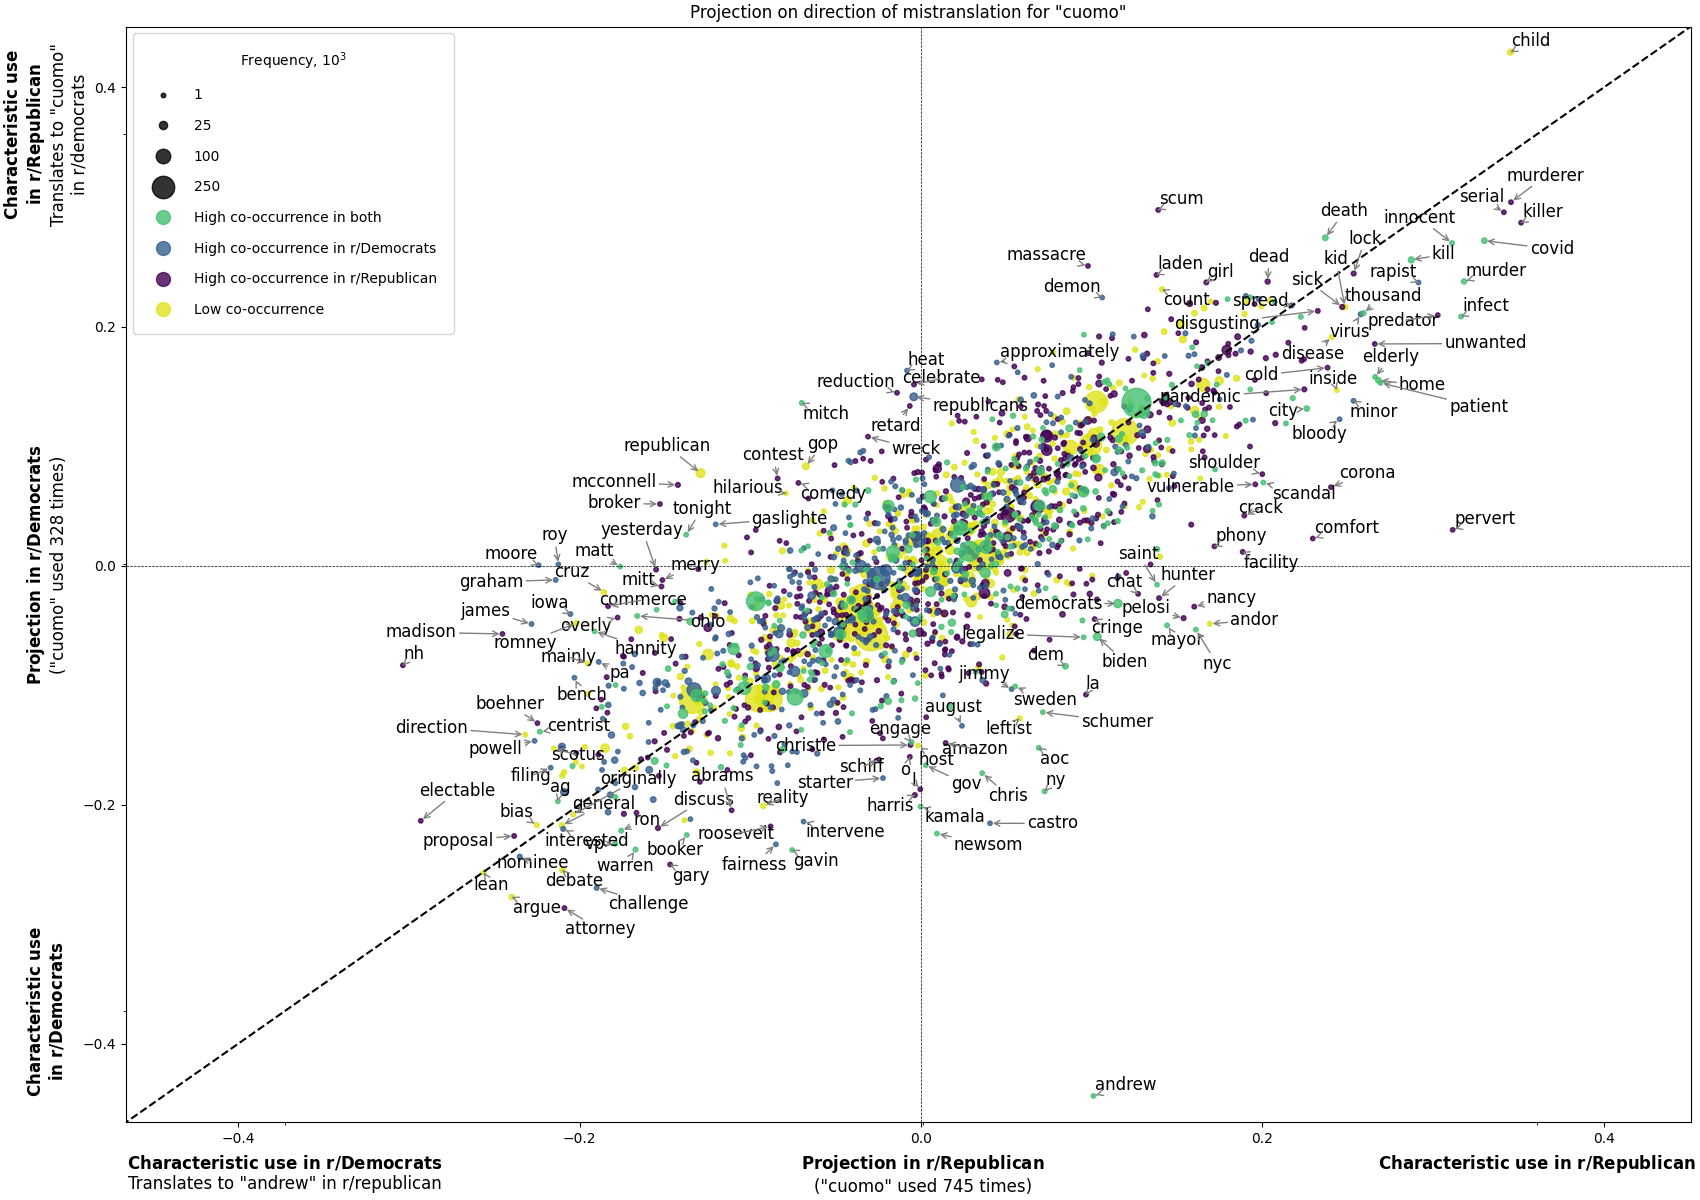 Projection on direction of mistranslation for "cuomo"
Characteristic use
in r/Republican
Translates to "cuomo"
in r/democrats
Projection in r/Democrats
("cuomo" used 328 times)
Characteristic use
in r/Democrats
0.4
0.2
0.0
−0.2
−0.4
Frequency, 10³
1
25
100
250
High co-occurrence in both
High co-occurrence in r/Democrats
High co-occurrence in r/Republican
Low co-occurrence
child
murderer
scum
serial
killer
death
innocent
massacre
lock
covid
dead
kid
kill
laden
girl
rapist
murder
demon
sick
count
spread
thousand
infect
disgusting
predator
virus
unwanted
heat
approximately
disease
elderly
reduction
celebrate
cold
inside
home
mitch
republicans
pandemic
minor
patient
city
retard
bloody
republican
gop
wreck
contest
shoulder
corona
mcconnell
hilarious
comedy
vulnerable
scandal
broker
tonight
crack
gaslighte
pervert
yesterday
comfort
roy
phony
moore
matt
saint
facility
graham
cruz
mitt
merry
chat
hunter
iowa
commerce
democrats
pelosi
nancy
james
overly
ohio
cringe
andor
madison
romney
legalize
mayor
nh
mainly
hannity
dem
biden
nyc
pa
jimmy
la
bench
sweden
boehner
august
schumer
direction
centrist
engage
leftist
powell
scotus
christie
amazon
aoc
filing
originally
abrams
schiff
o
host
gov
ny
electable
ag
general
discuss
reality
starter
l
chris
bias
ron
harris
kamala
castro
proposal
interested
vp
roosevelt
intervene
newsom
nominee
booker
warren
fairness
gavin
lean
debate
gary
argue
challenge
attorney
andrew
−0.4
−0.2
0.0
0.2
0.4
Characteristic use in r/Democrats
Translates to "andrew" in r/republican
Projection in r/Republican
("cuomo" used 745 times)
Characteristic use in r/Republican